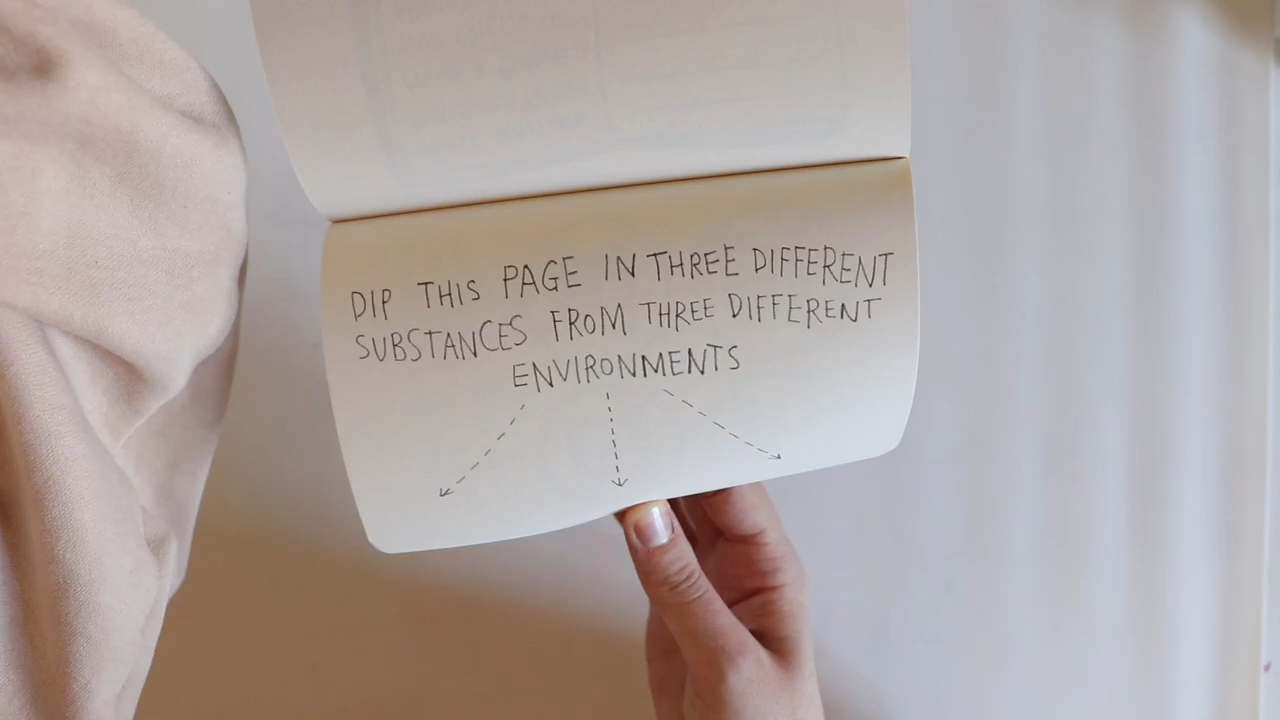 DIP THIS PAGE IN THREE DIFFERENT
SUBSTANCES FROM THREE DIFFERENT
ENVIRONMENTS